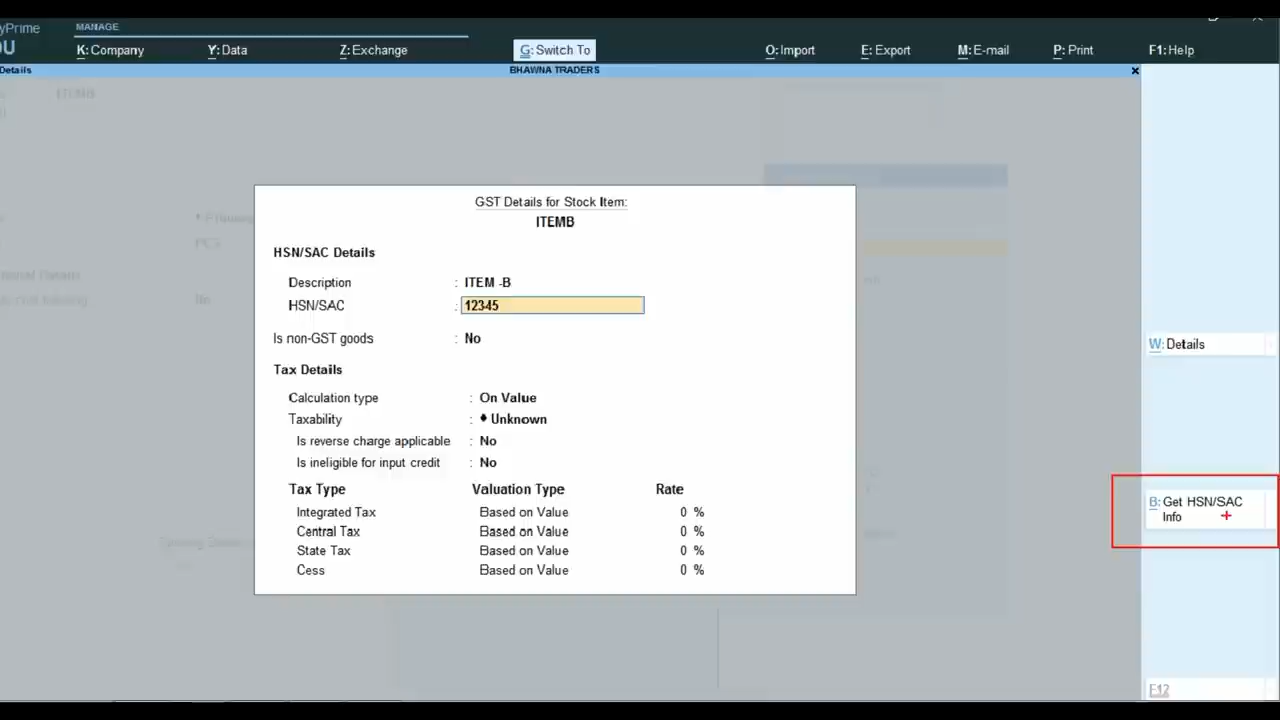 yPrime
MANAGE
K: Company
Y: Data
Z: Exchange
G: Switch To
O: Import
E: Export
M: E-mail
P: Print
F1: Help
Details
BHAWNA TRADERS
×
ITEMB
GST Details for Stock Item:
ITEMB
HSN/SAC Details
Description : ITEM -B
HSN/SAC : 12345
Is non-GST goods : No
Tax Details
Calculation type : On Value
Taxability : ♦ Unknown
Is reverse charge applicable : No
Is ineligible for input credit : No
Tax Type Valuation Type Rate
Integrated Tax Based on Value 0 %
Central Tax Based on Value 0 %
State Tax Based on Value 0 %
Cess Based on Value 0 %
No
W: Details
B: Get HSN/SAC
Info
F12